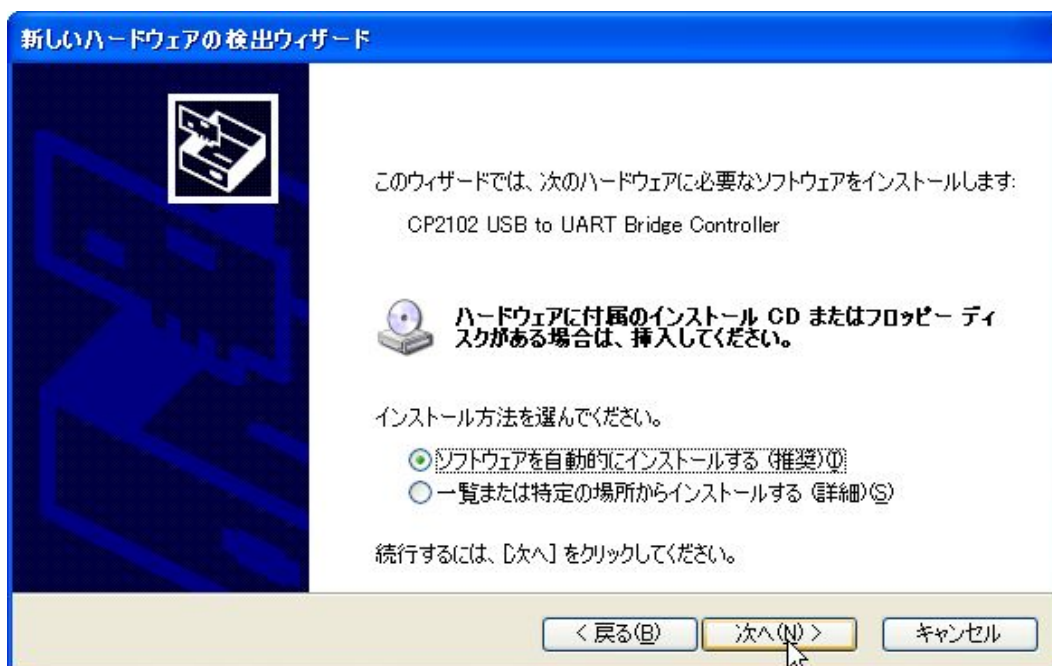 新しいハードウェアの検出ウィザード
このウィザードでは、次のハードウェアに必要なソフトウェアをインストールします:
CP2102 USB to UART Bridge Controller
ハードウェアに付属のインストール CD またはフロッピー ディ
スクがある場合は、挿入してください。
インストール方法を選んでください。
ソフトウェアを自動的にインストールする (推奨)(I)
一覧または特定の場所からインストールする (詳細)(S)
続行するには、[次へ] をクリックしてください。
< 戻る(B) 次へ(N) > キャンセル